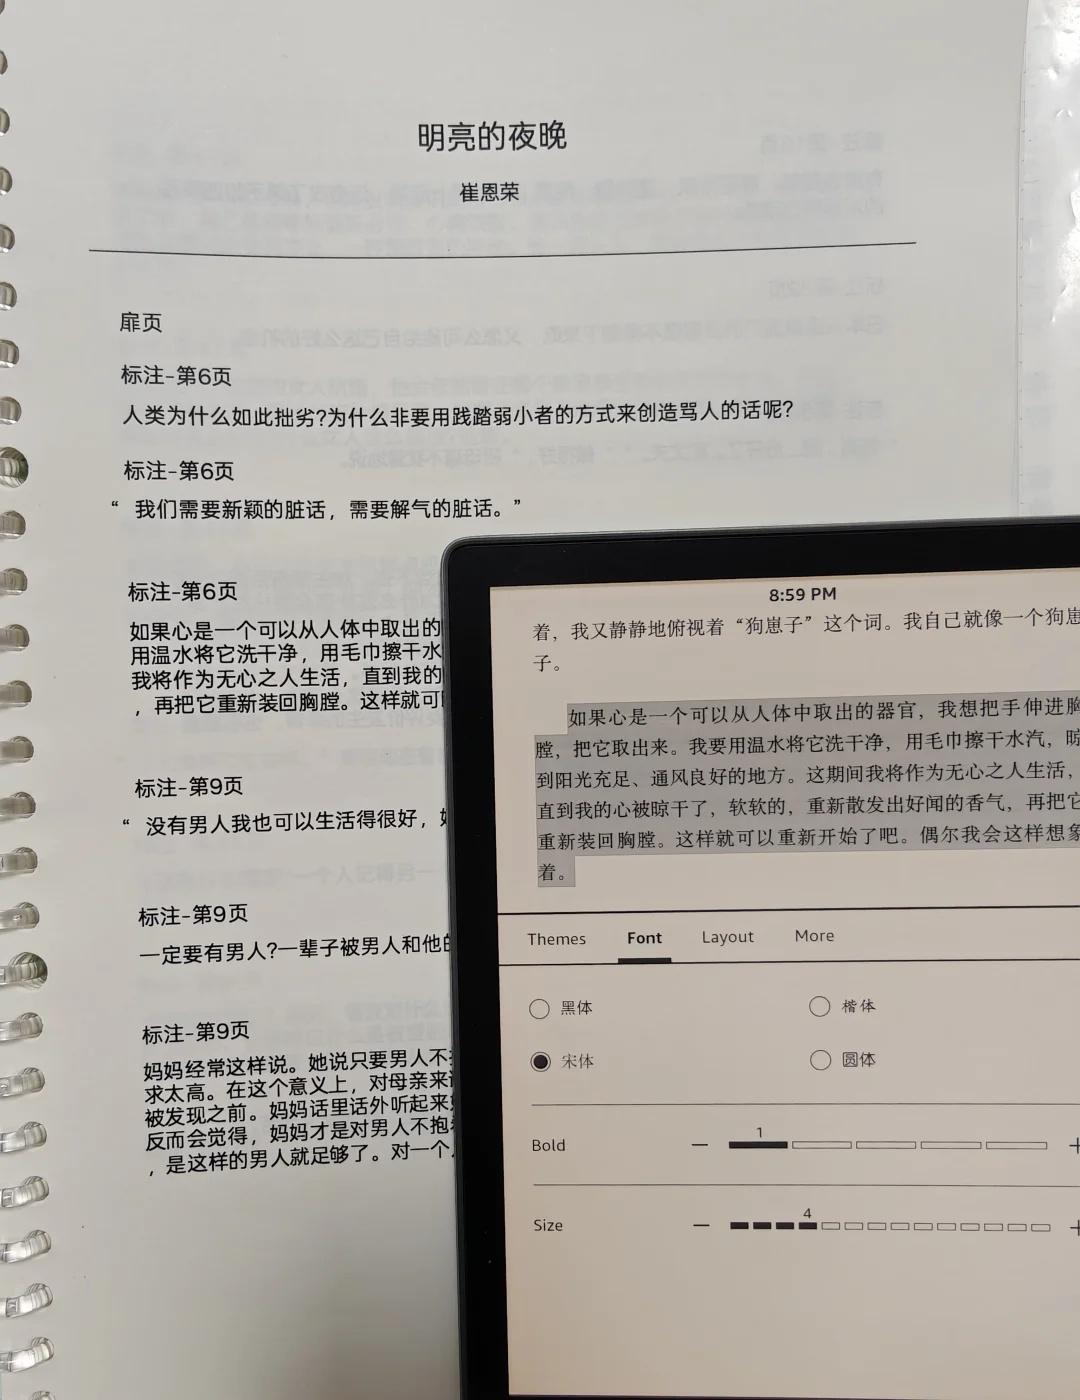 明亮的夜晚
崔恩荣
扉页
标注-第6页
人类为什么如此拙劣?为什么非要用践踏弱小者的方式来创造骂人的话呢?
标注-第6页
“ 我们需要新颖的脏话，需要解气的脏话。”
标注-第6页
如果心是一个可以从人体中取出的
用温水将它洗干净，用毛巾擦干水
我将作为无心之人生活，直到我的
，再把它重新装回胸膛。这样就可
标注-第9页
“ 没有男人我也可以生活得很好，
标注-第9页
一定要有男人?一辈子被男人和他的
标注-第9页
妈妈经常这样说。她说只要男人不
求太高。在这个意义上，对母亲来
被发现之前。妈妈话里话外听起来
反而会觉得，妈妈才是对男人不抱
，是这样的男人就足够了。对一个
8:59 PM
着，我又静静地俯视着“狗崽子”这个词。我自己就像一个狗崽
子。
如果心是一个可以从人体中取出的器官，我想把手伸进胸
膛，把它取出来。我要用温水将它洗干净，用毛巾擦干水汽，晾
到阳光充足、通风良好的地方。这期间我将作为无心之人生活，
直到我的心被晾干了，软软的，重新散发出好闻的香气，再把它
重新装回胸膛。这样就可以重新开始了吧。偶尔我会这样想象
着。
Themes Font Layout More
黑体 楷体
宋体 圆体
Bold − 1 +
Size − 4 +